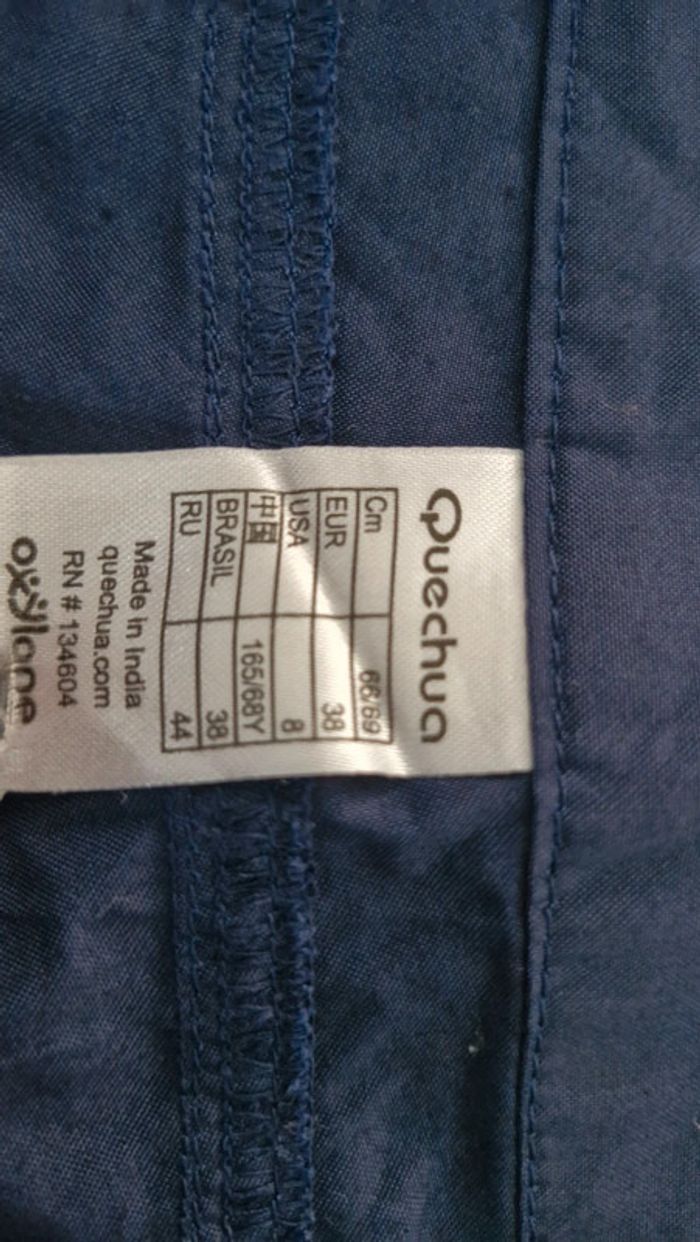 Quechua
Cm 66/69
EUR 38
USA 8
中国 165/68Y
BRASIL 38
RU 44
Made in India
quechua.com
RN # 134604
oxylane